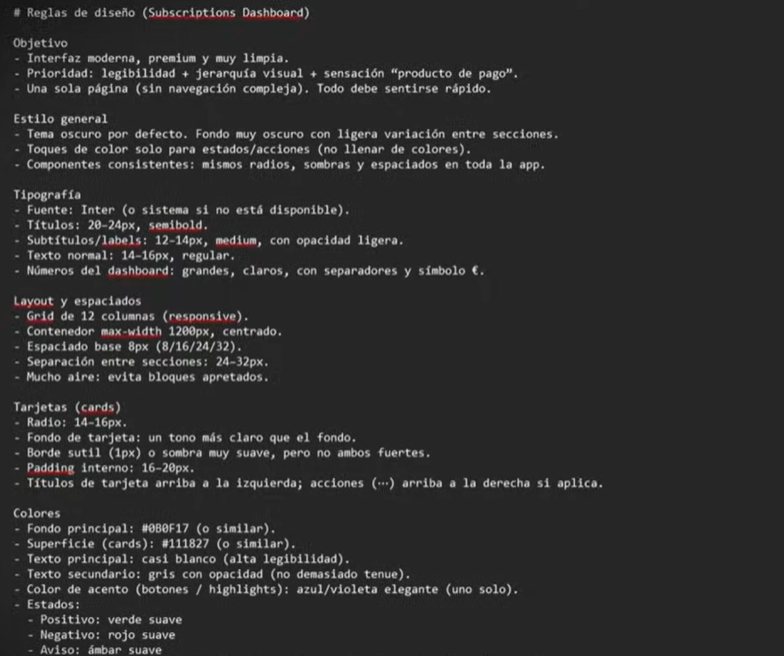 # Reglas de diseño (Subscriptions Dashboard)
Objetivo
- Interfaz moderna, premium y muy limpia.
- Prioridad: legibilidad + jerarquía visual + sensación “producto de pago”.
- Una sola página (sin navegación compleja). Todo debe sentirse rápido.
Estilo general
- Tema oscuro por defecto. Fondo muy oscuro con ligera variación entre secciones.
- Toques de color solo para estados/acciones (no llenar de colores).
- Componentes consistentes: mismos radios, sombras y espaciados en toda la app.
Tipografía
- Fuente: Inter (o sistema si no está disponible).
- Títulos: 20-24px, semibold.
- Subtítulos/labels: 12-14px, medium, con opacidad ligera.
- Texto normal: 14-16px, regular.
- Números del dashboard: grandes, claros, con separadores y símbolo €.
Layout y espaciados
- Grid de 12 columnas (responsive).
- Contenedor max-width 1200px, centrado.
- Espaciado base 8px (8/16/24/32).
- Separación entre secciones: 24-32px.
- Mucho aire: evita bloques apretados.
Tarjetas (cards)
- Radio: 14-16px.
- Fondo de tarjeta: un tono más claro que el fondo.
- Borde sutil (1px) o sombra muy suave, pero no ambos fuertes.
- Padding interno: 16-20px.
- Títulos de tarjeta arriba a la izquierda; acciones (⋯) arriba a la derecha si aplica.
Colores
- Fondo principal: #0B0F17 (o similar).
- Superficie (cards): #111827 (o similar).
- Texto principal: casi blanco (alta legibilidad).
- Texto secundario: gris con opacidad (no demasiado tenue).
- Color de acento (botones / highlights): azul/violeta elegante (uno solo).
- Estados:
- Positivo: verde suave
- Negativo: rojo suave
- Aviso: ámbar suave